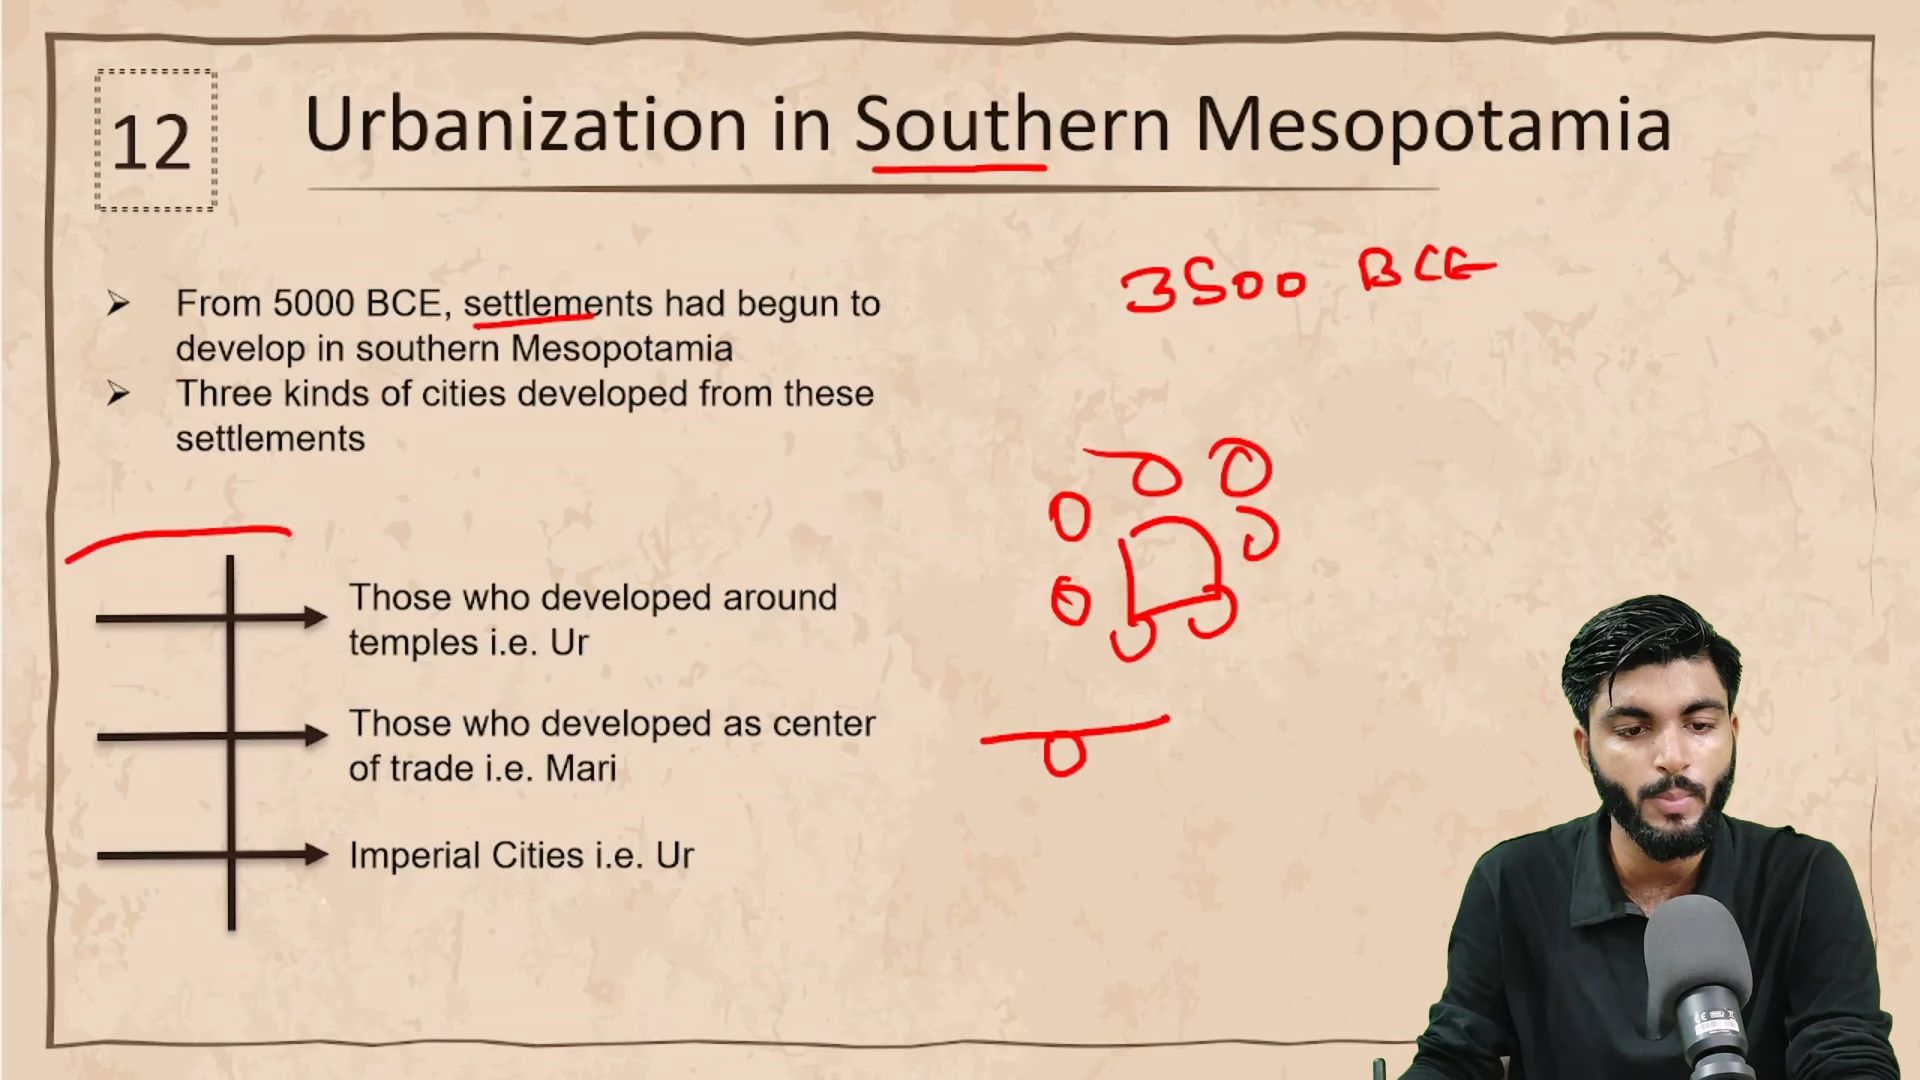 12
Urbanization in Southern Mesopotamia
3500 BCE
➢ From 5000 BCE, settlements had begun to
develop in southern Mesopotamia
➢ Three kinds of cities developed from these
settlements
Those who developed around
temples i.e. Ur
Those who developed as center
of trade i.e. Mari
Imperial Cities i.e. Ur